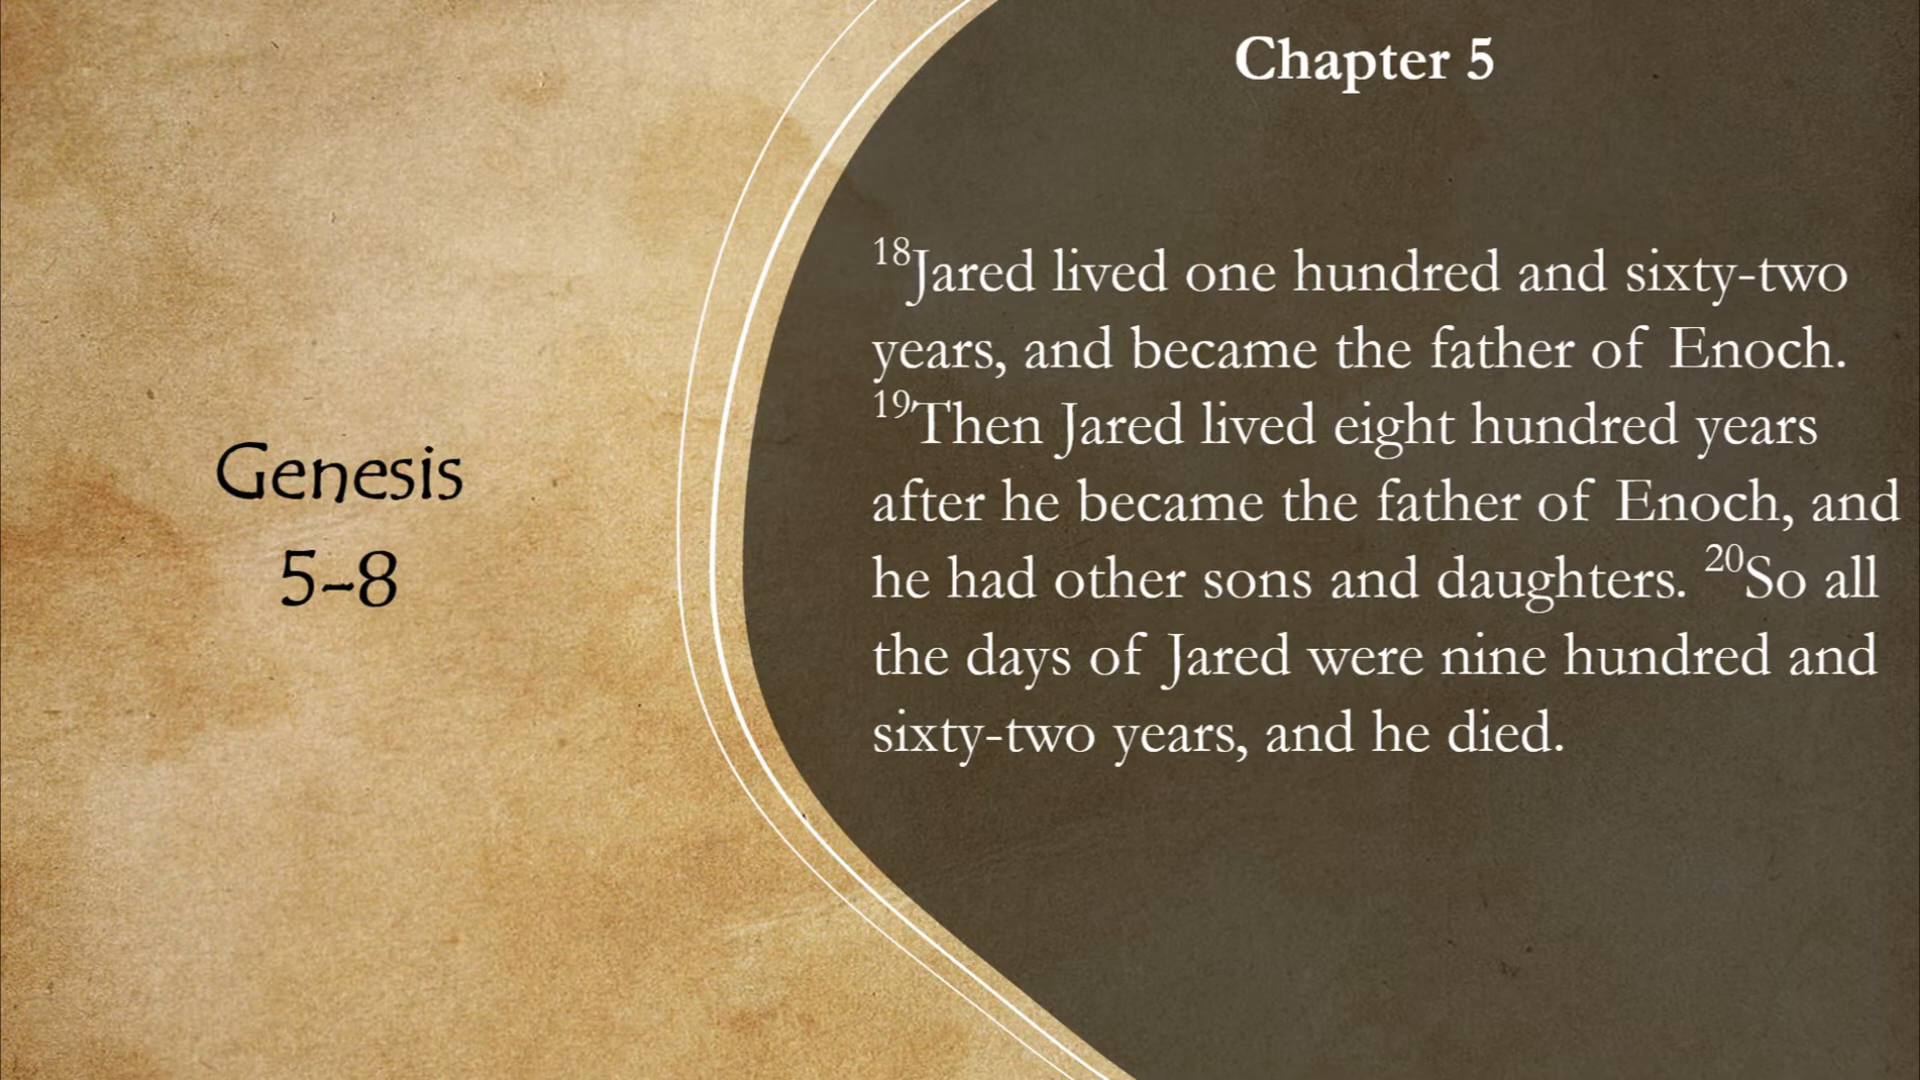 Genesis
5-8
Chapter 5
18Jared lived one hundred and sixty-two
years, and became the father of Enoch.
19Then Jared lived eight hundred years
after he became the father of Enoch, and
he had other sons and daughters. 20So all
the days of Jared were nine hundred and
sixty-two years, and he died.